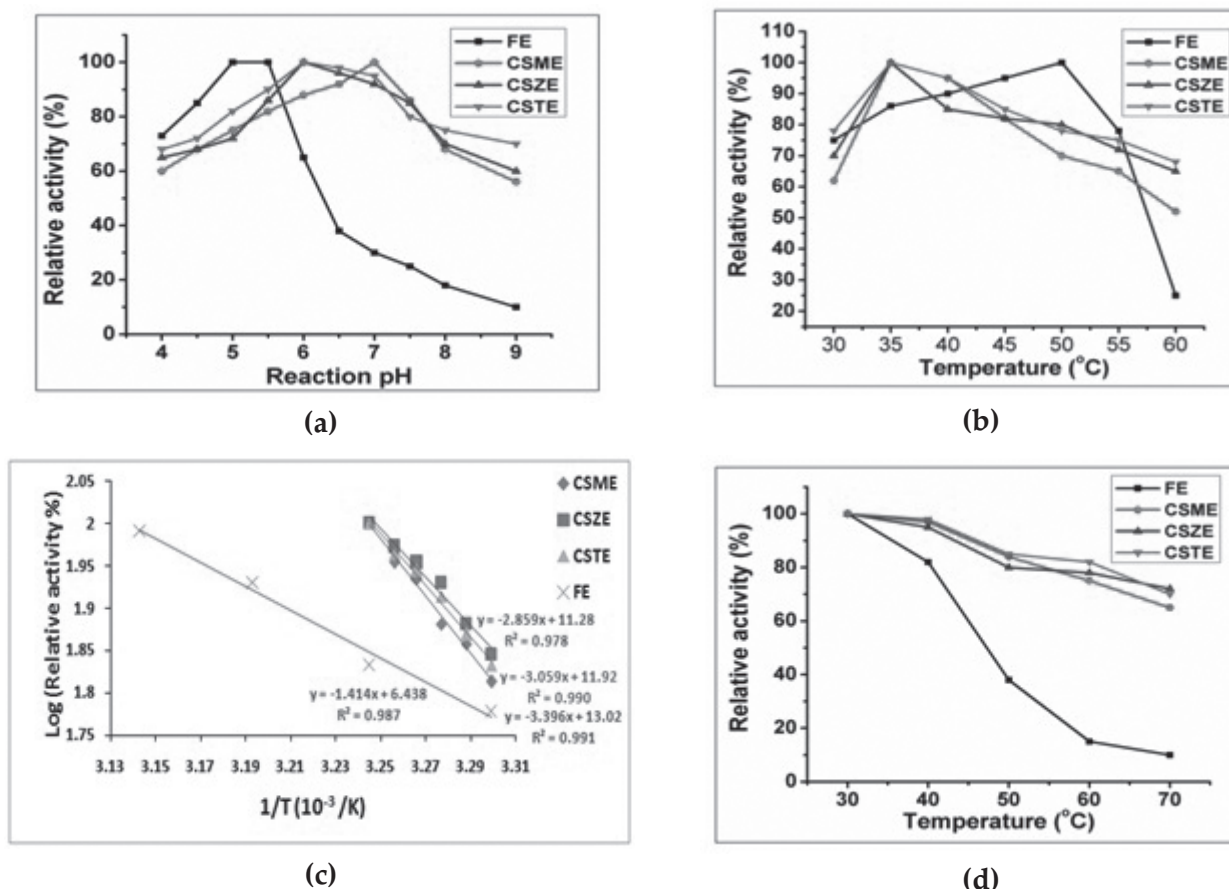 FE
CSME
CSZE
CSTE
100
80
60
40
20
0
4
5
6
7
8
9
Relative activity (%)
Reaction pH
(a)
FE
CSME
CSZE
CSTE
110
100
90
80
70
60
50
40
30
20
30
35
40
45
50
55
60
Relative activity (%)
Temperature (°C)
(b)
2.05
2
1.95
1.9
1.85
1.8
1.75
Log (Relative activity %)
CSME
CSZE
CSTE
FE
y= -2.859x+11.28
R² = 0.978
y= -3.059x+11.92
R² = 0.990
y= -1.414x+6.438
R² = 0.987
y= -3.396x+13.02
R² = 0.991
3.13 3.15 3.17 3.19 3.21 3.23 3.25 3.27 3.29 3.31
1/T (10⁻³/K)
(c)
FE
CSME
CSZE
CSTE
100
80
60
40
20
0
30
40
50
60
70
Relative activity (%)
Temperature (°C)
(d)